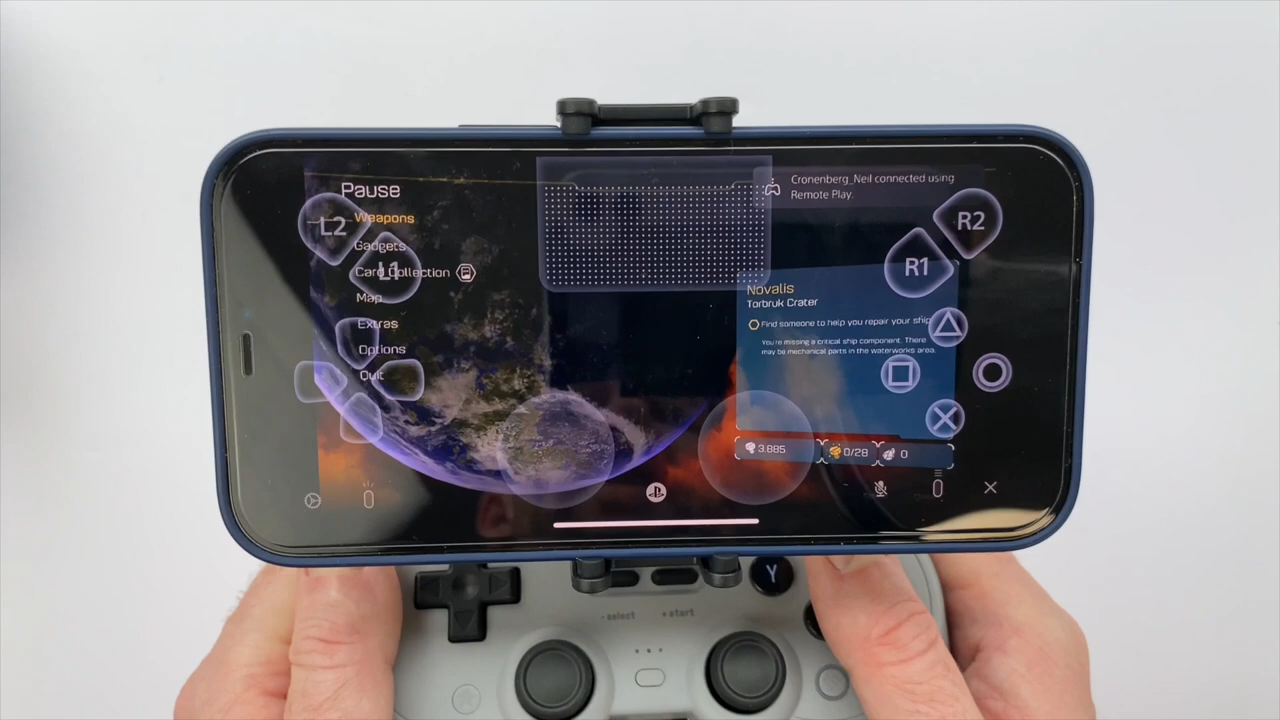 Pause
Weapons
Gadgets
Card Collection
Map
Extras
Options
Quit
L2
L1
Cronenberg_Neil connected using
Remote Play.
R2
R1
Novalis
Torbruk Crater
Find someone to help you repair your ship
You're missing a critical ship component. There
may be mechanical parts in the waterworks area.
3,885
0/28
0
Y
- select
+ start